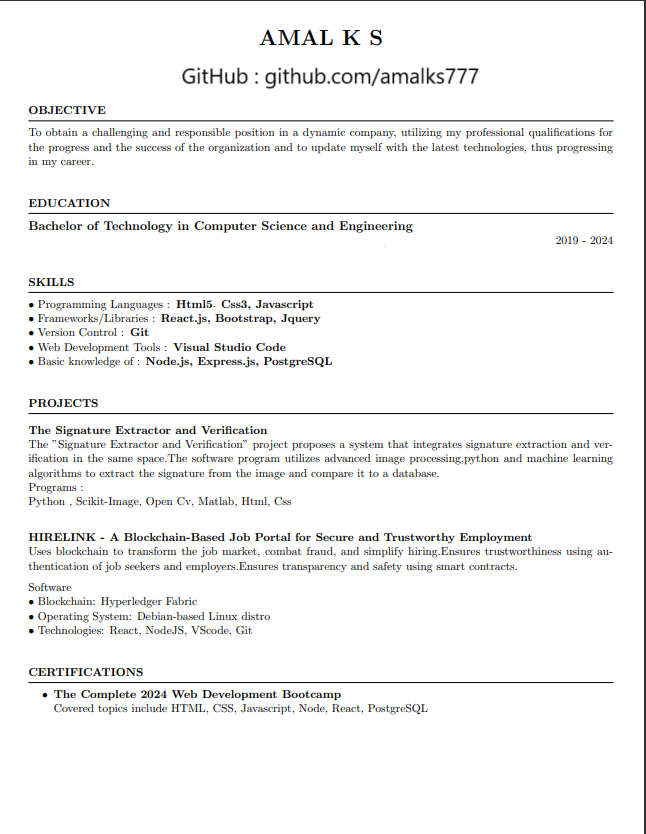 AMAL K S
GitHub : github.com/amalks777
OBJECTIVE
To obtain a challenging and responsible position in a dynamic company, utilizing my professional qualifications for
the progress and the success of the organization and to update myself with the latest technologies, thus progressing
in my career.
EDUCATION
Bachelor of Technology in Computer Science and Engineering
2019 - 2024
SKILLS
• Programming Languages : Html5. Css3, Javascript
• Frameworks/Libraries : React.js, Bootstrap, Jquery
• Version Control : Git
• Web Development Tools : Visual Studio Code
• Basic knowledge of : Node.js, Express.js, PostgreSQL
PROJECTS
The Signature Extractor and Verification
The "Signature Extractor and Verification" project proposes a system that integrates signature extraction and ver-
ification in the same space.The software program utilizes advanced image processing,python and machine learning
algorithms to extract the signature from the image and compare it to a database.
Programs :
Python , Scikit-Image, Open Cv, Matlab, Html, Css
HIRELINK - A Blockchain-Based Job Portal for Secure and Trustworthy Employment
Uses blockchain to transform the job market, combat fraud, and simplify hiring.Ensures trustworthiness using au-
thentication of job seekers and employers.Ensures transparency and safety using smart contracts.
Software
• Blockchain: Hyperledger Fabric
• Operating System: Debian-based Linux distro
• Technologies: React, NodeJS, VScode, Git
CERTIFICATIONS
• The Complete 2024 Web Development Bootcamp
Covered topics include HTML, CSS, Javascript, Node, React, PostgreSQL